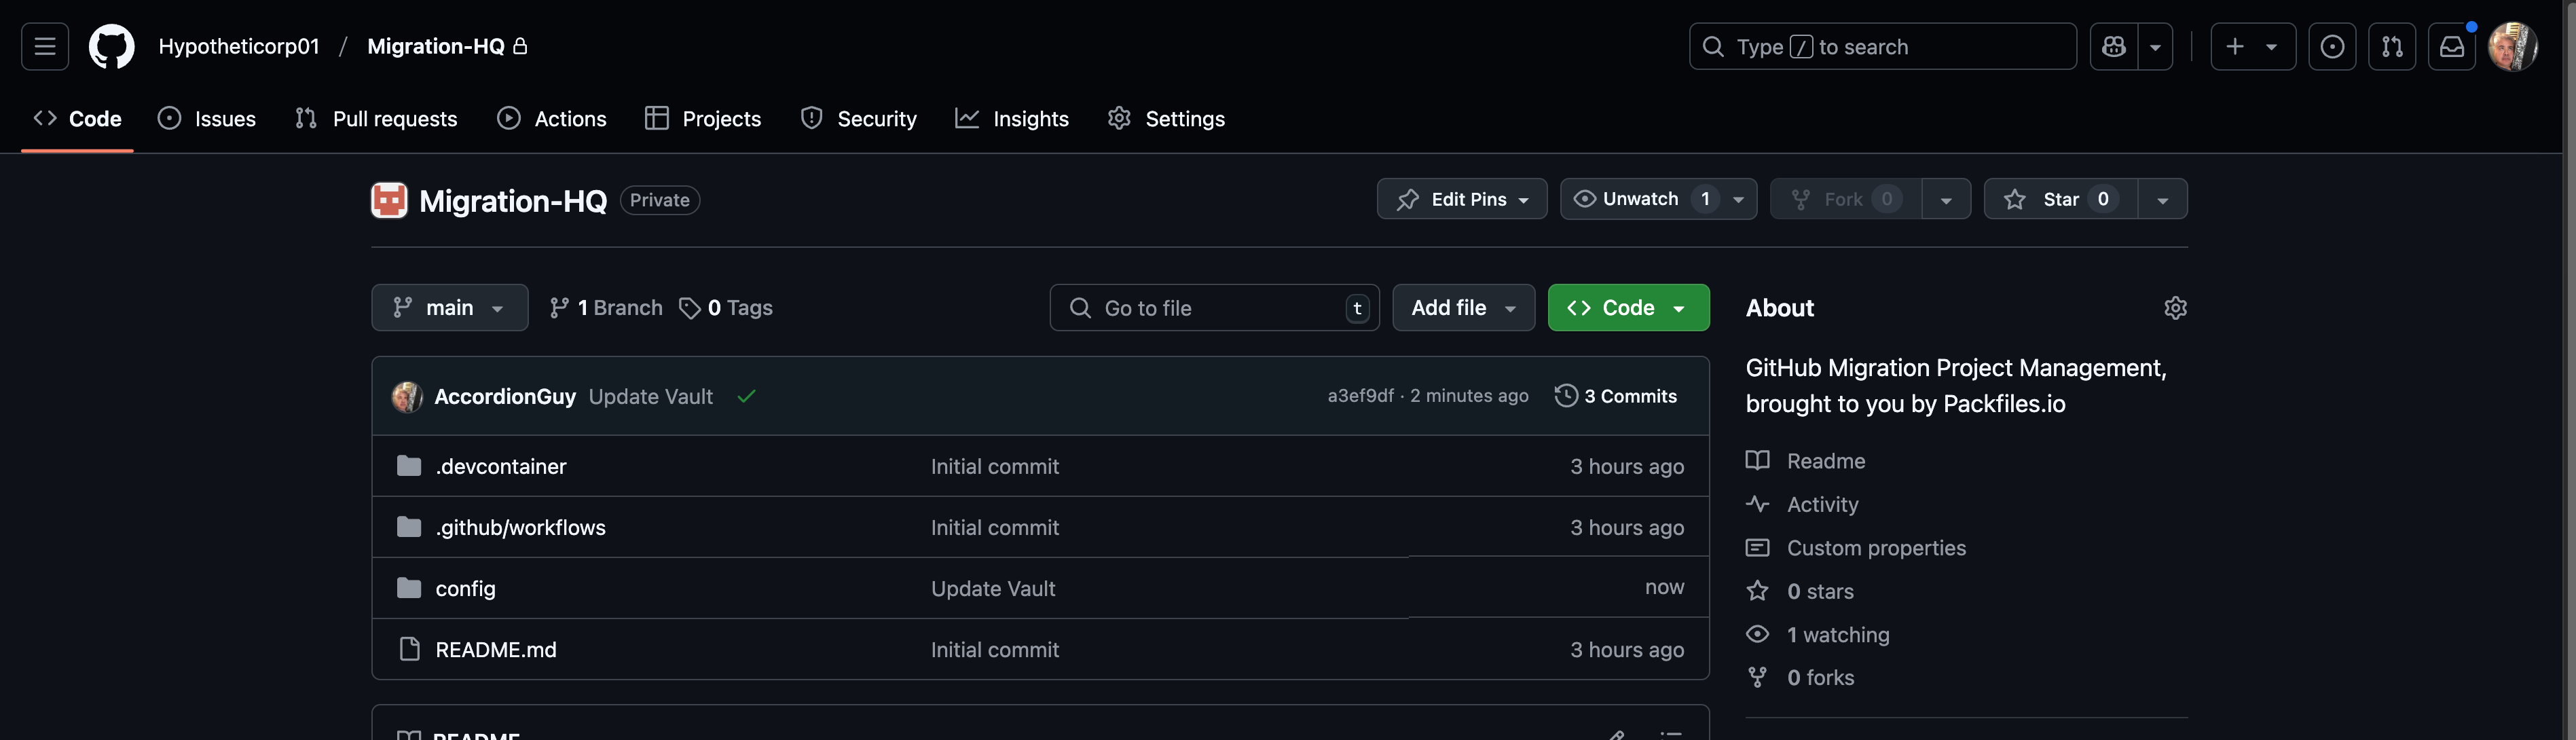 Hypotheticorp01 / Migration-HQ
Type / to search
Code Issues Pull requests Actions Projects Security Insights Settings
Migration-HQ Private
Edit Pins Unwatch 1 Fork 0 Star 0
main 1 Branch 0 Tags Go to file t Add file Code
AccordionGuy Update Vault a3ef9df · 2 minutes ago 3 Commits
.devcontainer Initial commit 3 hours ago
.github/workflows Initial commit 3 hours ago
config Update Vault now
README.md Initial commit 3 hours ago
README
About
GitHub Migration Project Management,
brought to you by Packfiles.io
Readme
Activity
Custom properties
0 stars
1 watching
0 forks